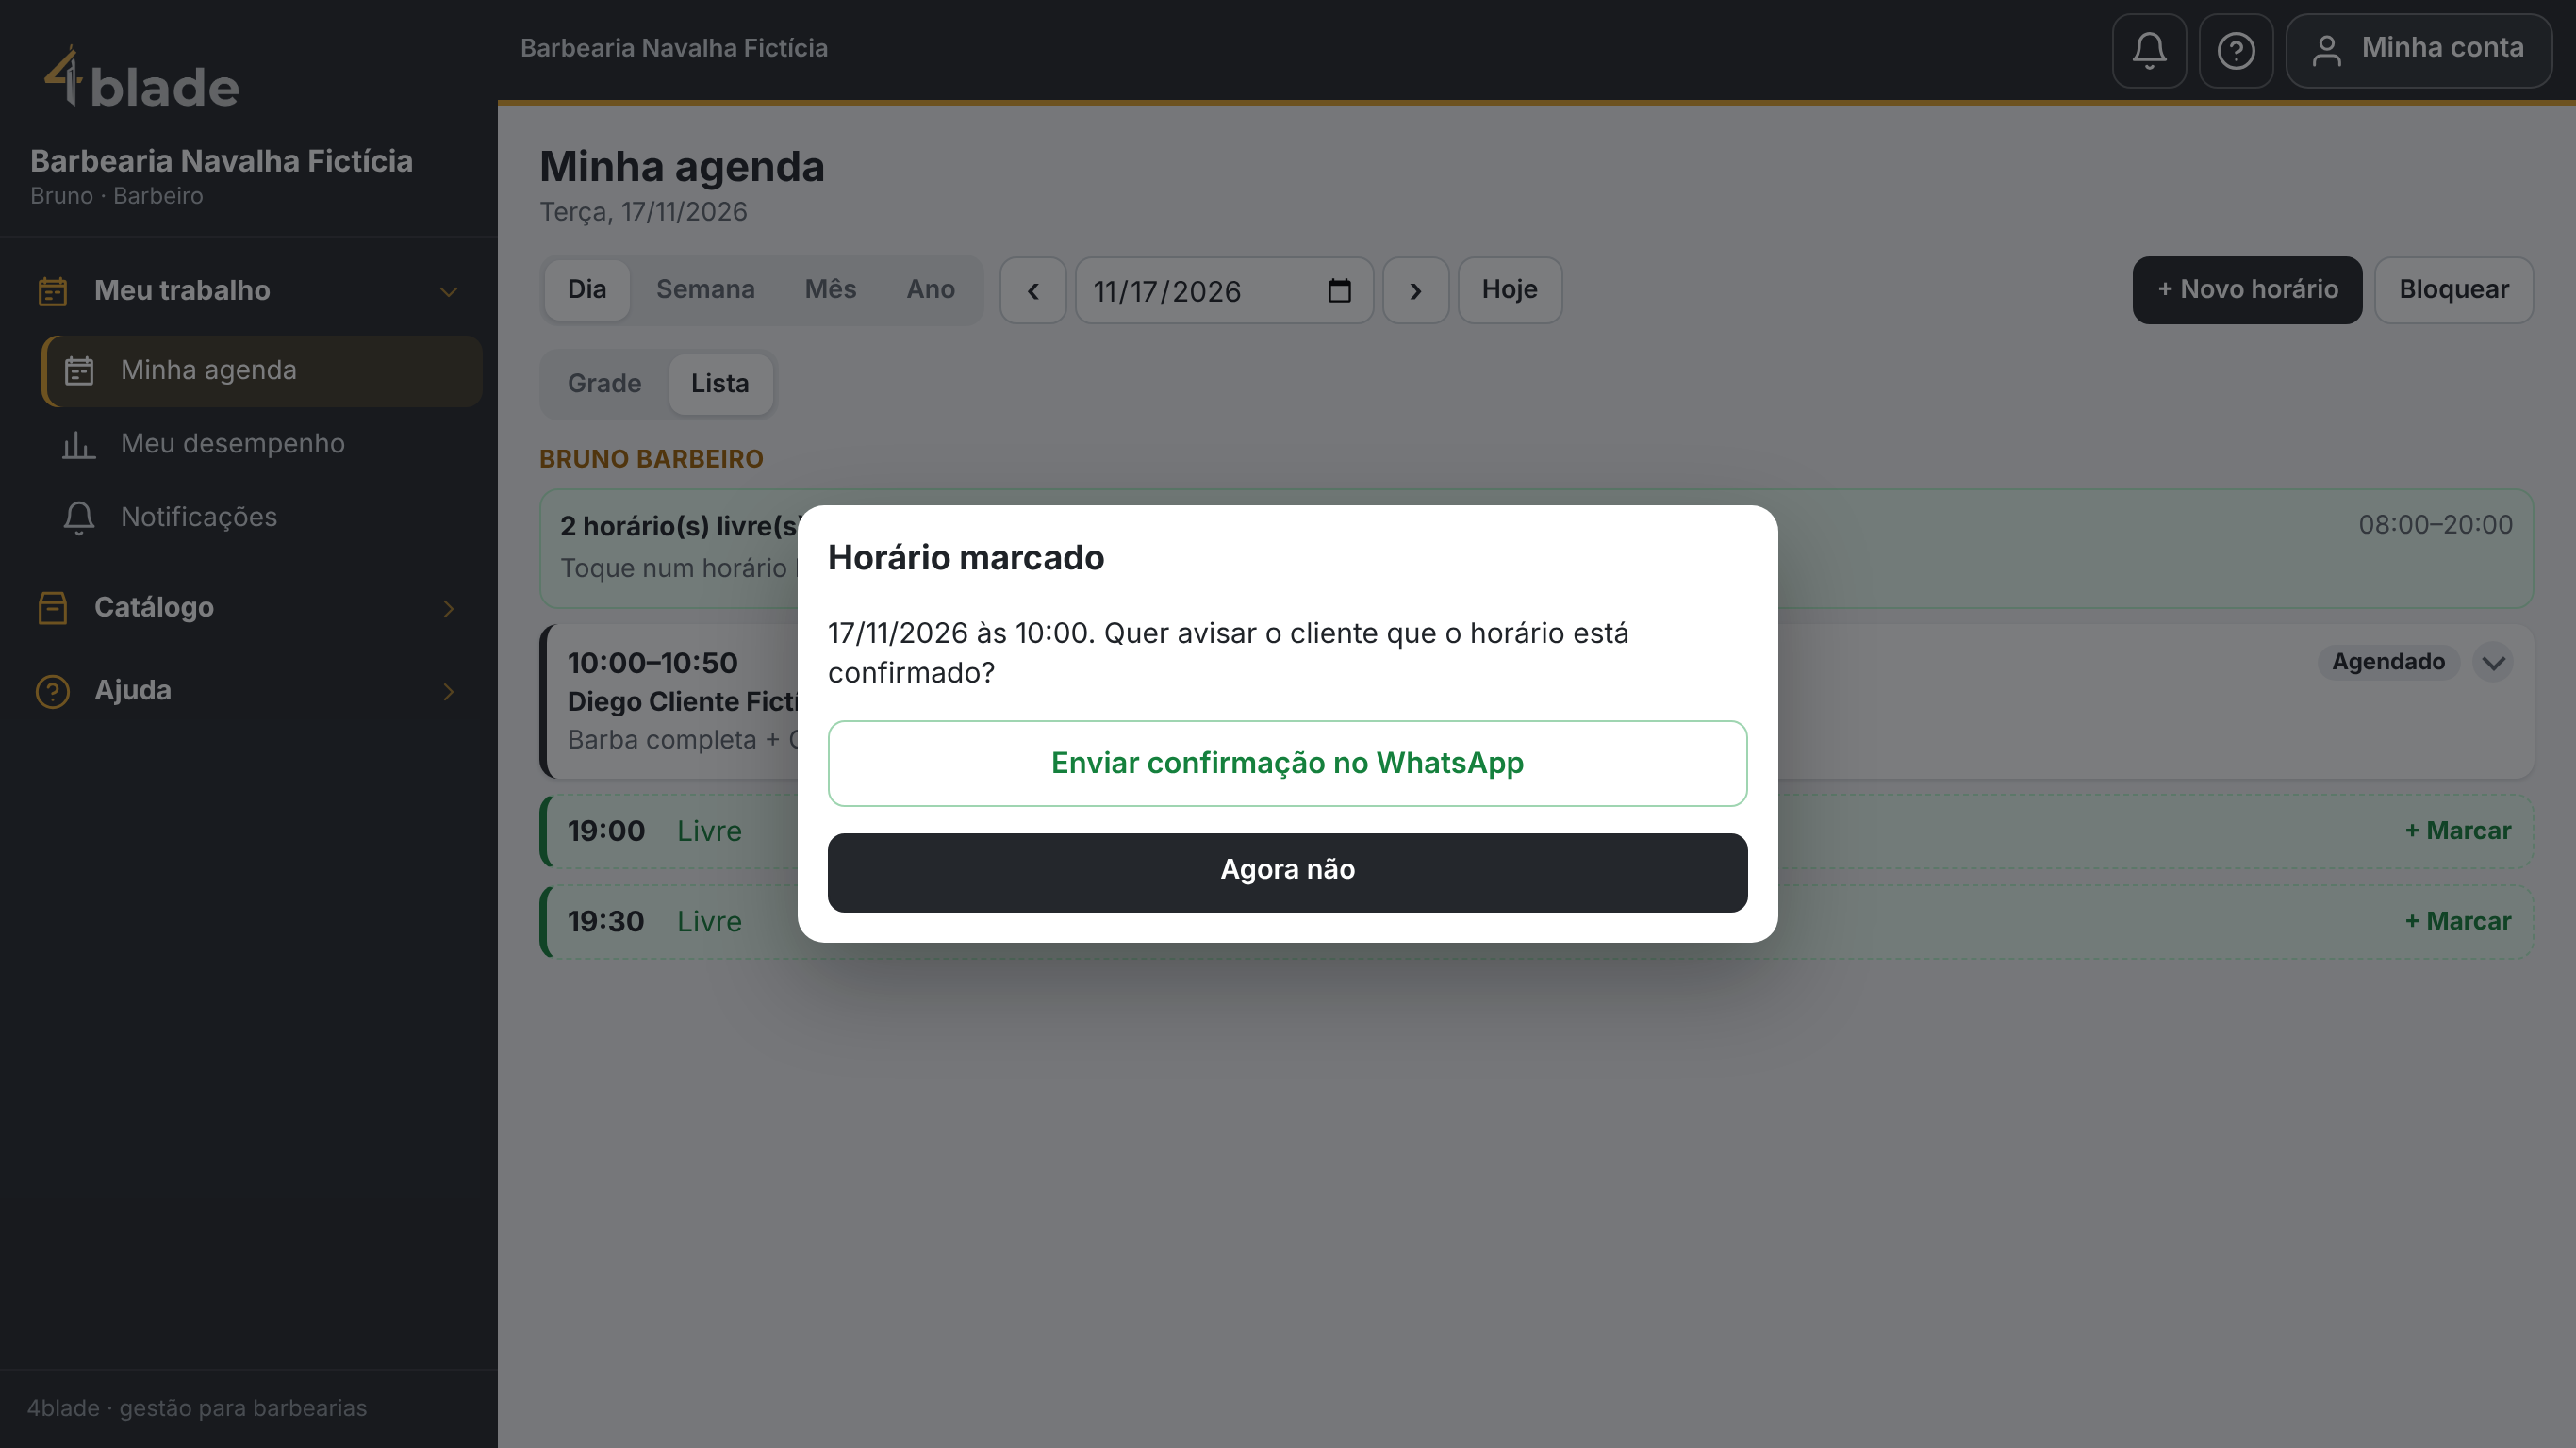 4blade
Barbearia Navalha Fictícia
Bruno · Barbeiro
Meu trabalho
Minha agenda
Meu desempenho
Notificações
Catálogo
Ajuda
4blade · gestão para barbearias
Barbearia Navalha Fictícia
Minha conta
Minha agenda
Terça, 17/11/2026
Dia Semana Mês Ano
11/17/2026
Hoje
+ Novo horário
Bloquear
Grade Lista
BRUNO BARBEIRO
2 horário(s) livre(s)
08:00–20:00
Toque num horário
10:00–10:50
Agendado
Diego Cliente
Barba completa +
19:00 Livre
+ Marcar
19:30 Livre
+ Marcar
Horário marcado
17/11/2026 às 10:00. Quer avisar o cliente que o horário está
confirmado?
Enviar confirmação no WhatsApp
Agora não